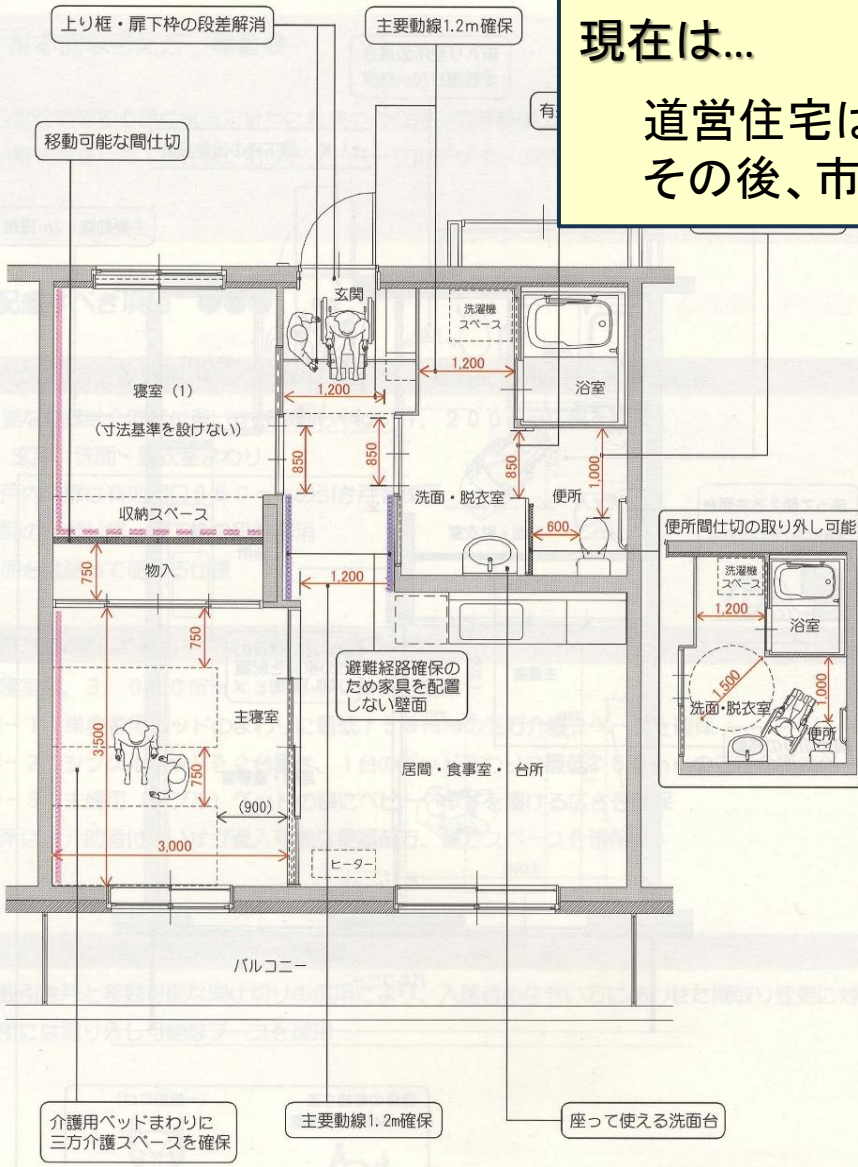 上り框・扉下枠の段差解消
主要動線1.2m確保
現在は…
道営住宅は
その後、市
移動可能な間仕切
有
玄関
洗濯機
スペース
1,200
1,200
浴室
寝室（1）
（寸法基準を設けない）
850
850
850
1,000
洗面・脱衣室
便所
600
収納スペース
便所間仕切の取り外し可能
750
物入
1,200
洗濯機
スペース
1,200
浴室
750
避難経路確保の
ため家具を配置
しない壁面
1,500
1,000
洗面・脱衣室
便所
主寝室
3,500
750
居間・食事室・台所
(900)
3,000
ヒーター
バルコニー
介護用ベッドまわりに
三方介護スペースを確保
主要動線1.2m確保
座って使える洗面台